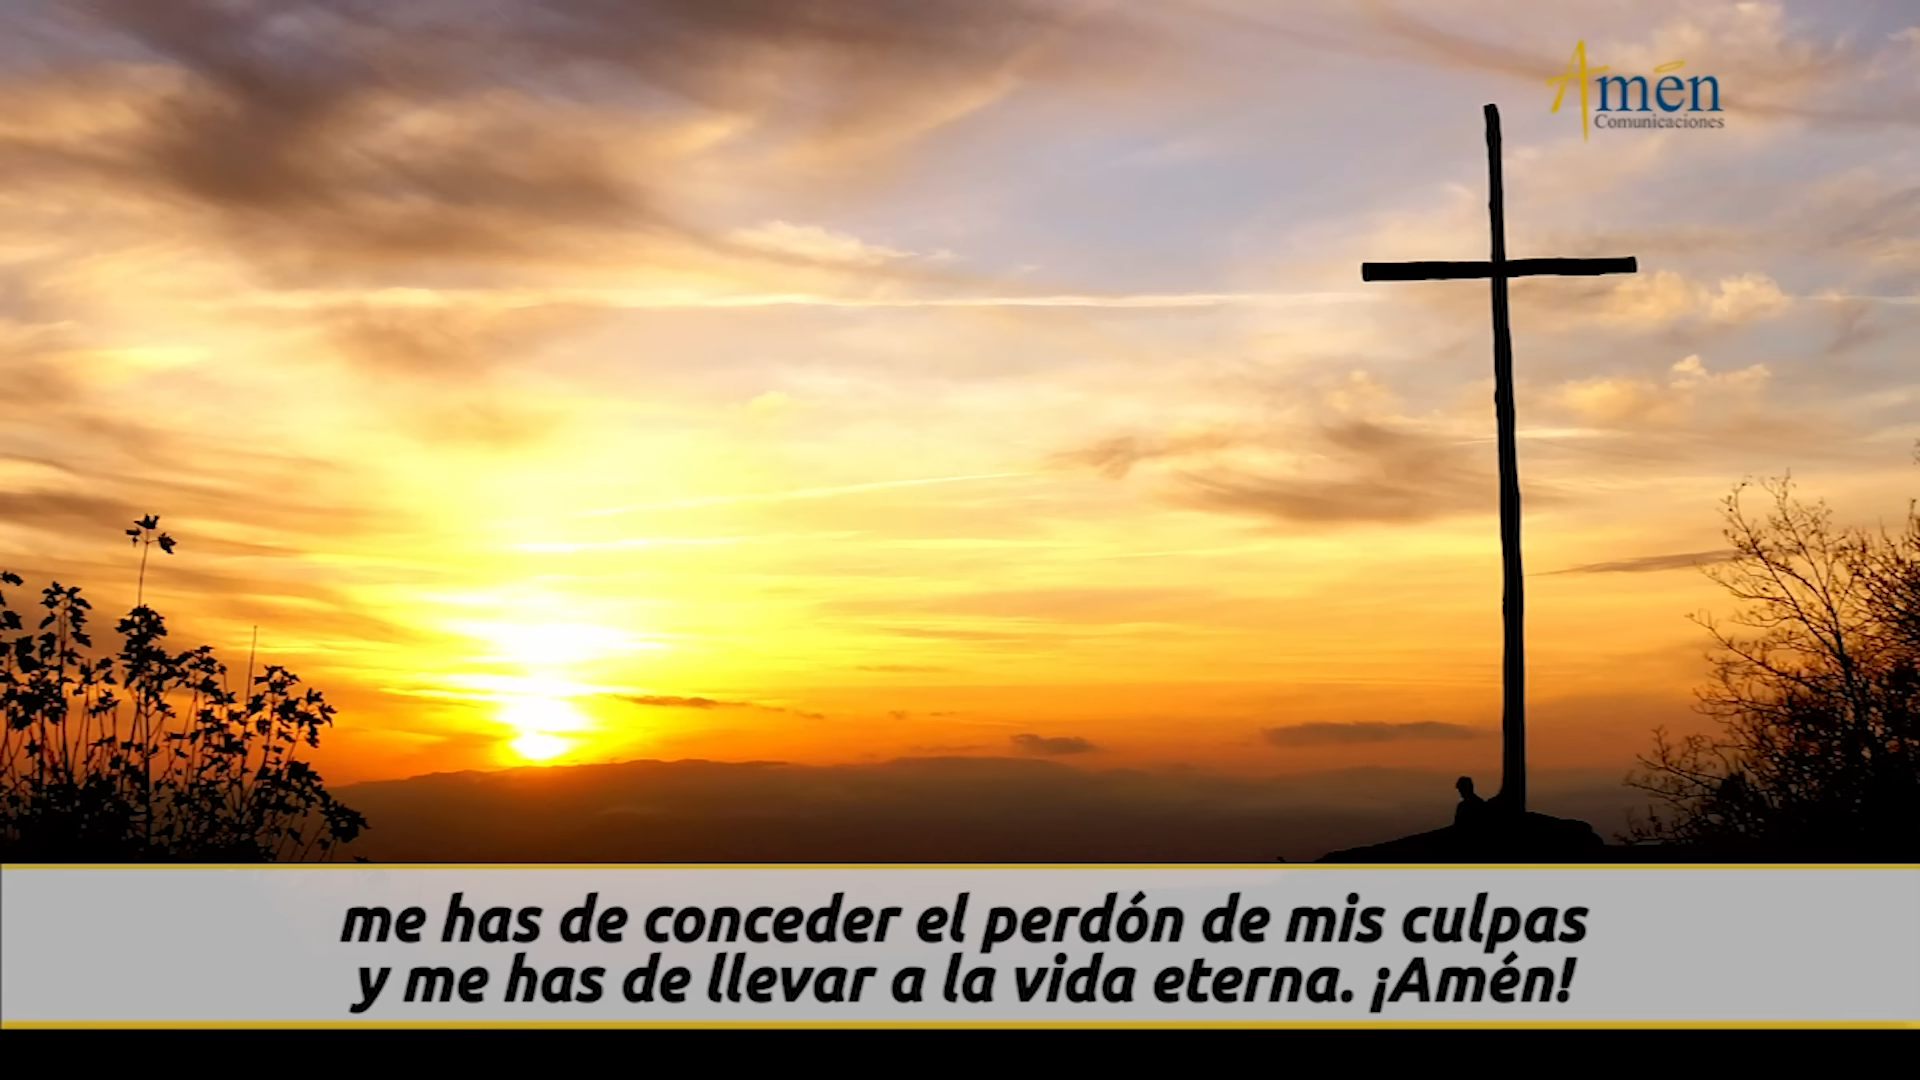 Amén
Comunicaciones
me has de conceder el perdón de mis culpas
y me has de llevar a la vida eterna. ¡Amén!